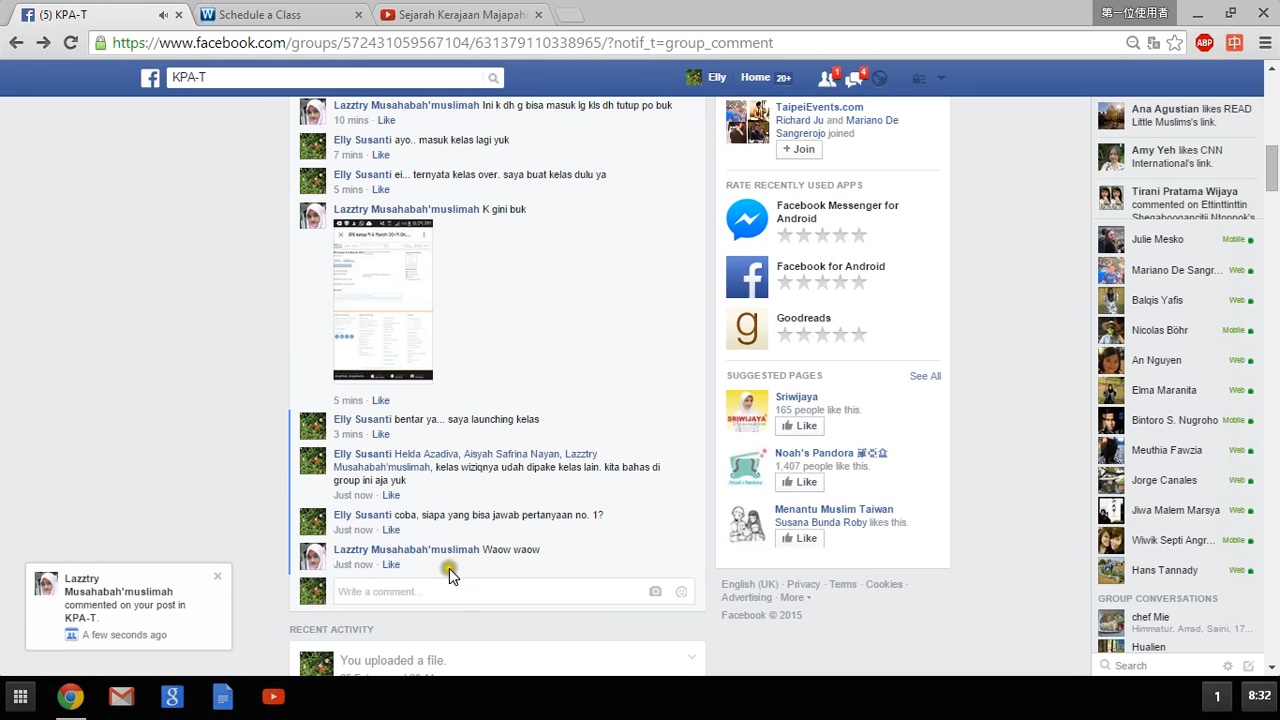 (5) KPA-T
Schedule a Class
Sejarah Kerajaan Majapahi
第一位使用者
https://www.facebook.com/groups/572431059567104/631379110338965/?notif_t=group_comment
ABP
中
KPA-T
Elly Home 20+
1
4
Lazztry Musahabah'muslimah Ini k dh g bisa masuk lg kls dh tutup po buk
10 mins · Like
Elly Susanti ayo.. masuk kelas lagi yuk
7 mins · Like
Elly Susanti ei... ternyata kelas over. saya buat kelas dulu ya
5 mins · Like
Lazztry Musahabah'muslimah K gini buk
5 mins · Like
Elly Susanti bentar ya... saya launching kelas
3 mins · Like
Elly Susanti Helda Azadiva, Aisyah Safrina Nayan, Lazztry
Musahabah'muslimah, kelas wiziqnya udah dipake kelas lain. kita bahas di
group ini aja yuk
Just now · Like
Elly Susanti coba, siapa yang bisa jawab pertanyaan no. 1?
Just now · Like
Lazztry Musahabah'muslimah Waow waow
Just now · Like
Write a comment...
RECENT ACTIVITY
You uploaded a file.
Lazztry
Musahabah'muslimah
commented on your post in
KPA-T.
A few seconds ago
TaipeiEvents.com
Richard Ju and Mariano De
Sangrerojo joined
+ Join
RATE RECENTLY USED APPS
Facebook Messenger for
Android
Facebook for Android
Goodreads
SUGGESTED PAGES See All
Sriwijaya
165 people like this.
SRIWIJAYA
Like
Noah's Pandora 羅亞盒
1,407 people like this.
Like
Menantu Muslim Taiwan
Susana Bunda Roby likes this.
Like
English (UK) · Privacy · Terms · Cookies ·
Advertising · More
Facebook © 2015
Ana Agustian likes READ
Little Muslims's link.
Amy Yeh likes CNN
International's link.
Tirani Pratama Wijaya
commented on Ettinttinttin
Julie Mesko Mobile
Mariano De Sangr... Web
Balqis Yafis Web
Nicolas Böhr Web
An Nguyen Web
Elma Maranita Web
Bintoro S. Nugroho Mobile
Meuthia Fawzia Web
Jorge Canares Web
Jiwa Malem Marsya Web
Wiwik Septi Angr... Mobile
Hans Tannady Web
GROUP CONVERSATIONS
chef Mie
Himmatur, Arrad, Saini, 17...
Hualien
Search
1
8:32